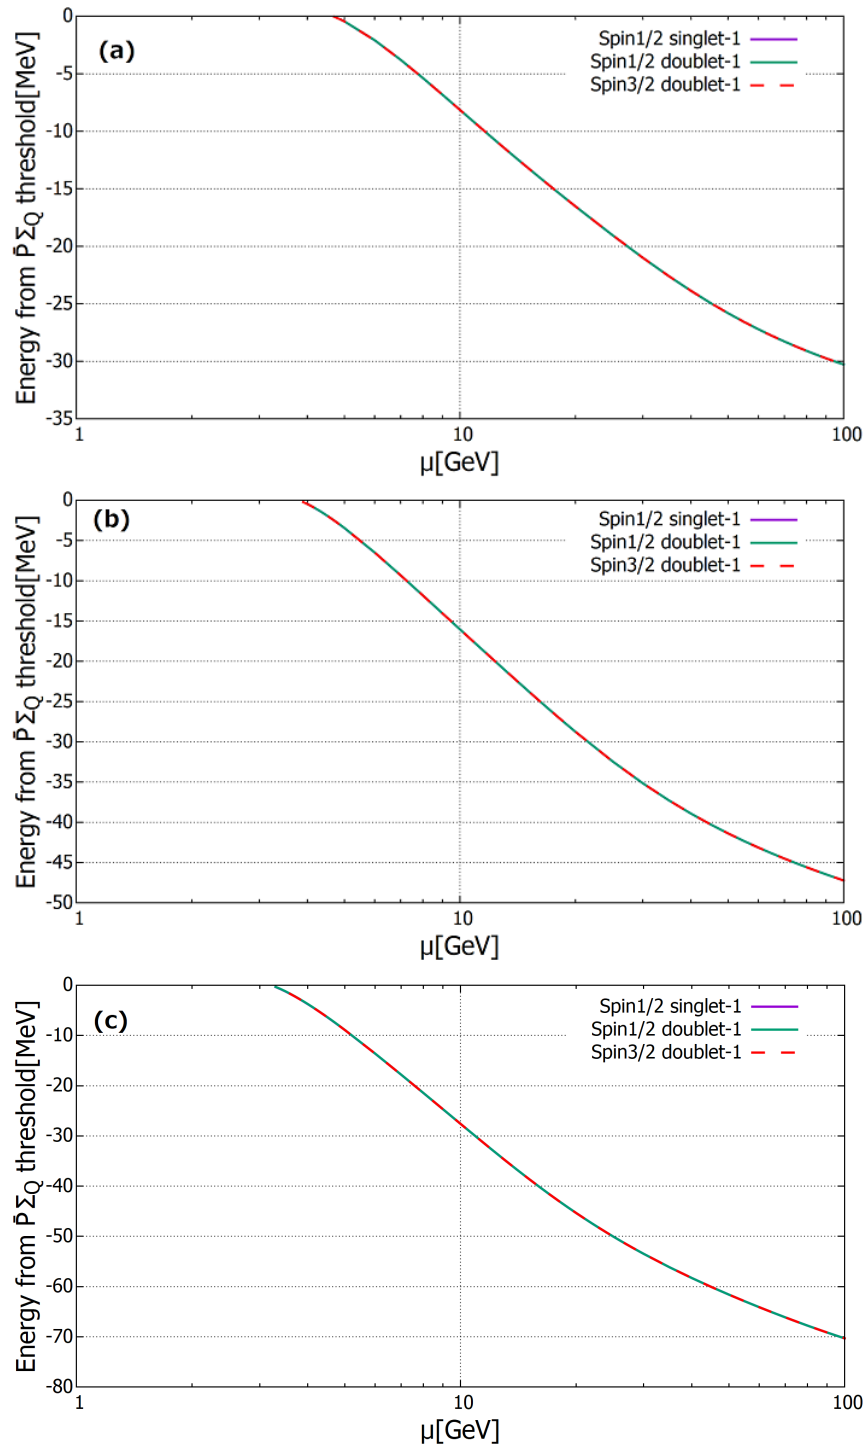 (a)
Spin1/2 singlet-1
Spin1/2 doublet-1
Spin3/2 doublet-1
Energy from P̄Σ_Q threshold[MeV]
0
-5
-10
-15
-20
-25
-30
-35
1 10 100
μ[GeV]
(b)
Spin1/2 singlet-1
Spin1/2 doublet-1
Spin3/2 doublet-1
Energy from P̄Σ_Q threshold[MeV]
0
-5
-10
-15
-20
-25
-30
-35
-40
-45
-50
1 10 100
μ[GeV]
(c)
Spin1/2 singlet-1
Spin1/2 doublet-1
Spin3/2 doublet-1
Energy from P̄Σ_Q threshold[MeV]
0
-10
-20
-30
-40
-50
-60
-70
-80
1 10 100
μ[GeV]